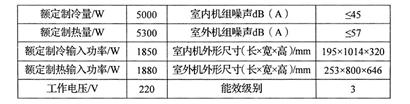 额定制冷量/W 5000 室内机组噪声dB（A） ≤45
额定制热量/W 5300 室外机组噪声dB（A） ≤57
额定制冷输入功率/W 1850 室内机外形尺寸（长×宽×高）/mm 195×1014×320
额定制热输入功率/W 1880 室外机外形尺寸（长×宽×高）/mm 253×800×646
工作电压/V 220 能效级别 3